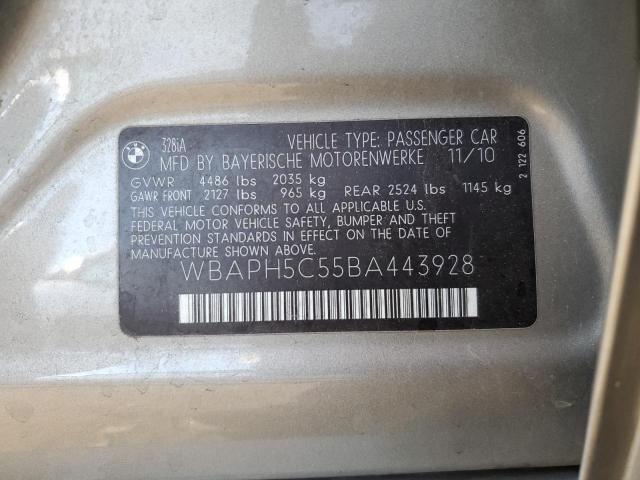 BMW
328iA
VEHICLE TYPE: PASSENGER CAR
MFD BY BAYERISCHE MOTORENWERKE 11/10
GVWR 4486 lbs 2035 kg
GAWR FRONT 2127 lbs 965 kg REAR 2524 lbs 1145 kg
THIS VEHICLE CONFORMS TO ALL APPLICABLE U.S.
FEDERAL MOTOR VEHICLE SAFETY, BUMPER AND THEFT
PREVENTION STANDARDS IN EFFECT ON THE DATE OF
MANUFACTURE SHOWN ABOVE.
WBAPH5C55BA443928
2 122 606